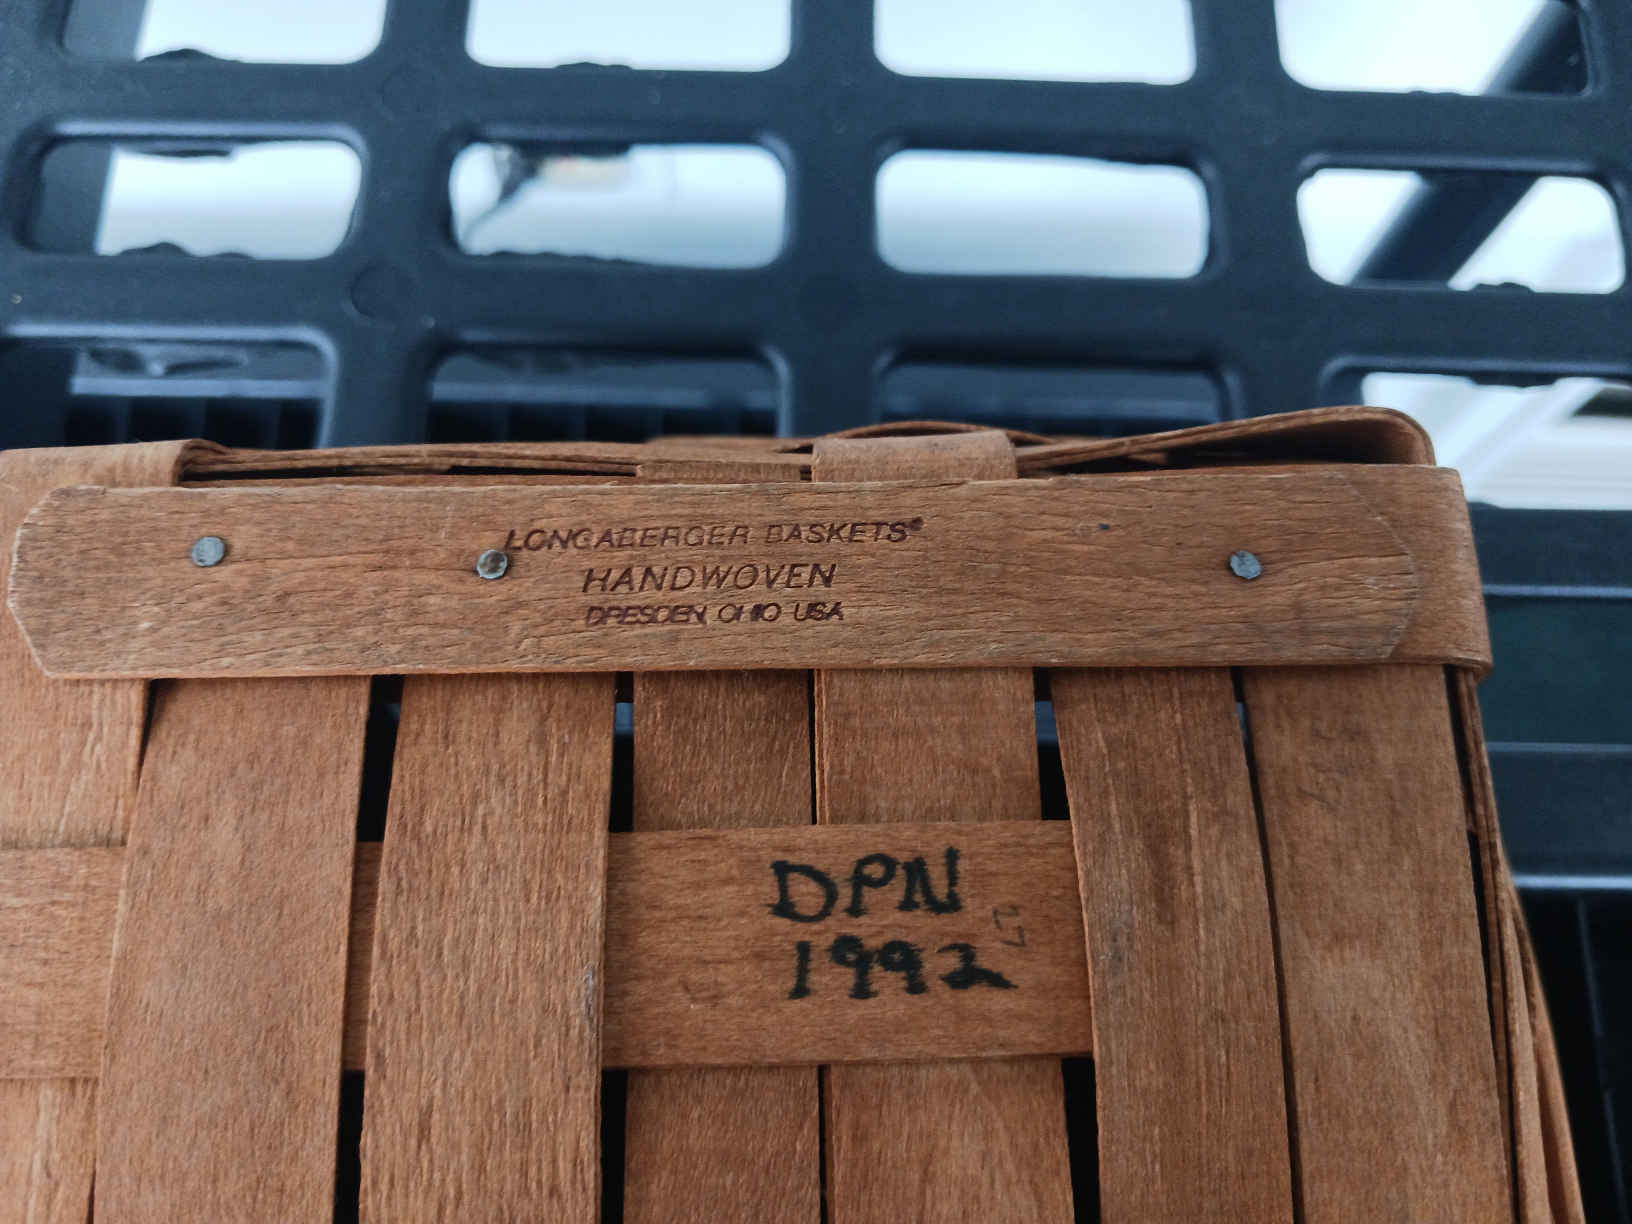 LONGABERGER BASKETS®
HANDWOVEN
DRESDEN, OHIO USA
DPN
1992